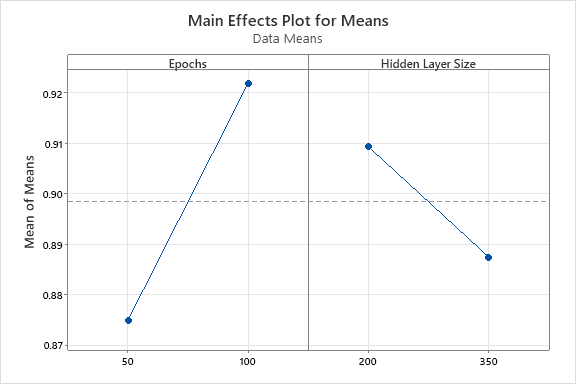 Main Effects Plot for Means
Data Means
Epochs
Hidden Layer Size
Mean of Means
0.92
0.91
0.90
0.89
0.88
0.87
50
100
200
350